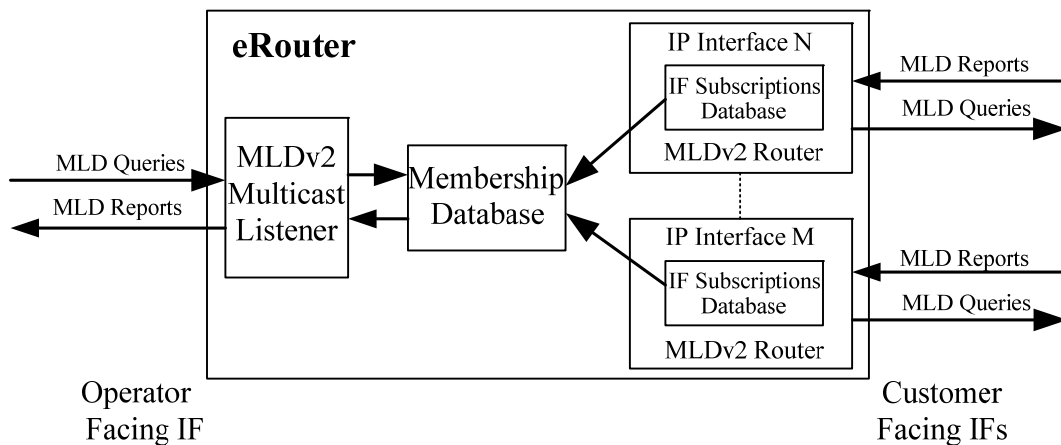 eRouter
MLD Queries
MLD Reports
MLDv2
Multicast
Listener
Membership
Database
IP Interface N
IF Subscriptions
Database
MLDv2 Router
MLD Reports
MLD Queries
IP Interface M
IF Subscriptions
Database
MLDv2 Router
MLD Reports
MLD Queries
Operator
Facing IF
Customer
Facing IFs